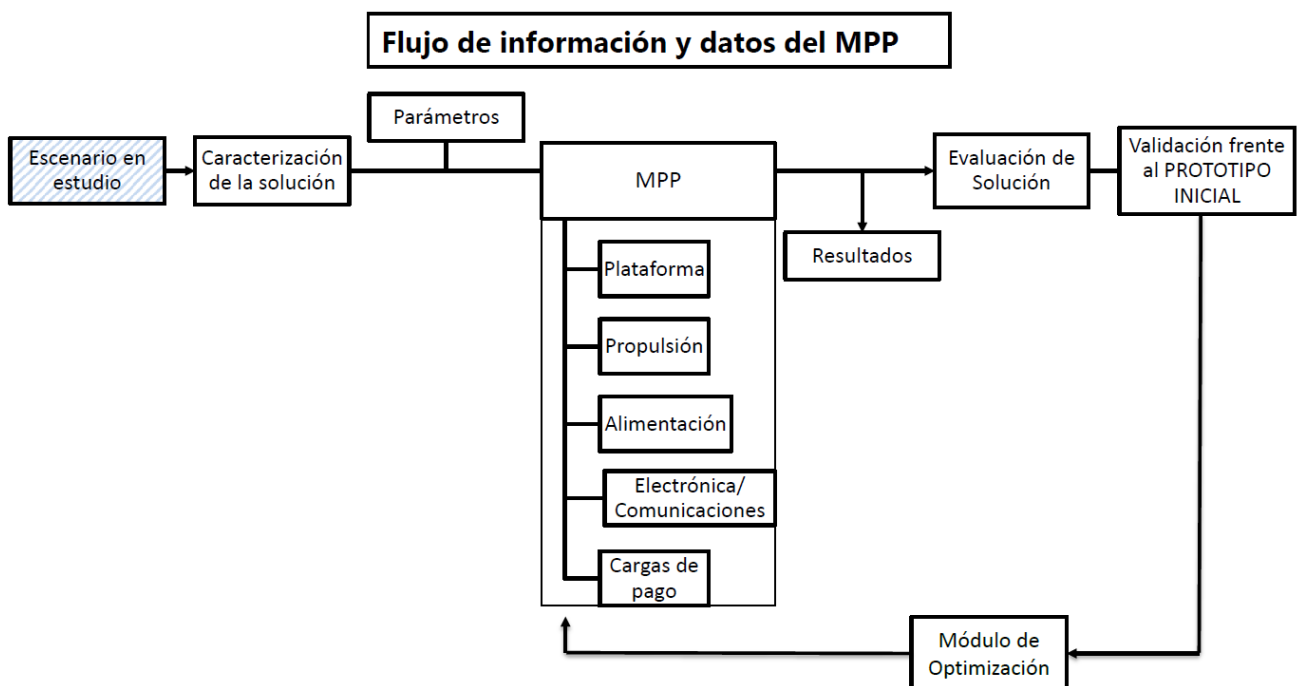 Flujo de información y datos del MPP
Parámetros
Escenario en
estudio
Caracterización
de la solución
MPP
Evaluación de
Solución
Validación frente
al PROTOTIPO
INICIAL
Resultados
Plataforma
Propulsión
Alimentación
Electrónica/
Comunicaciones
Cargas de
pago
Módulo de
Optimización